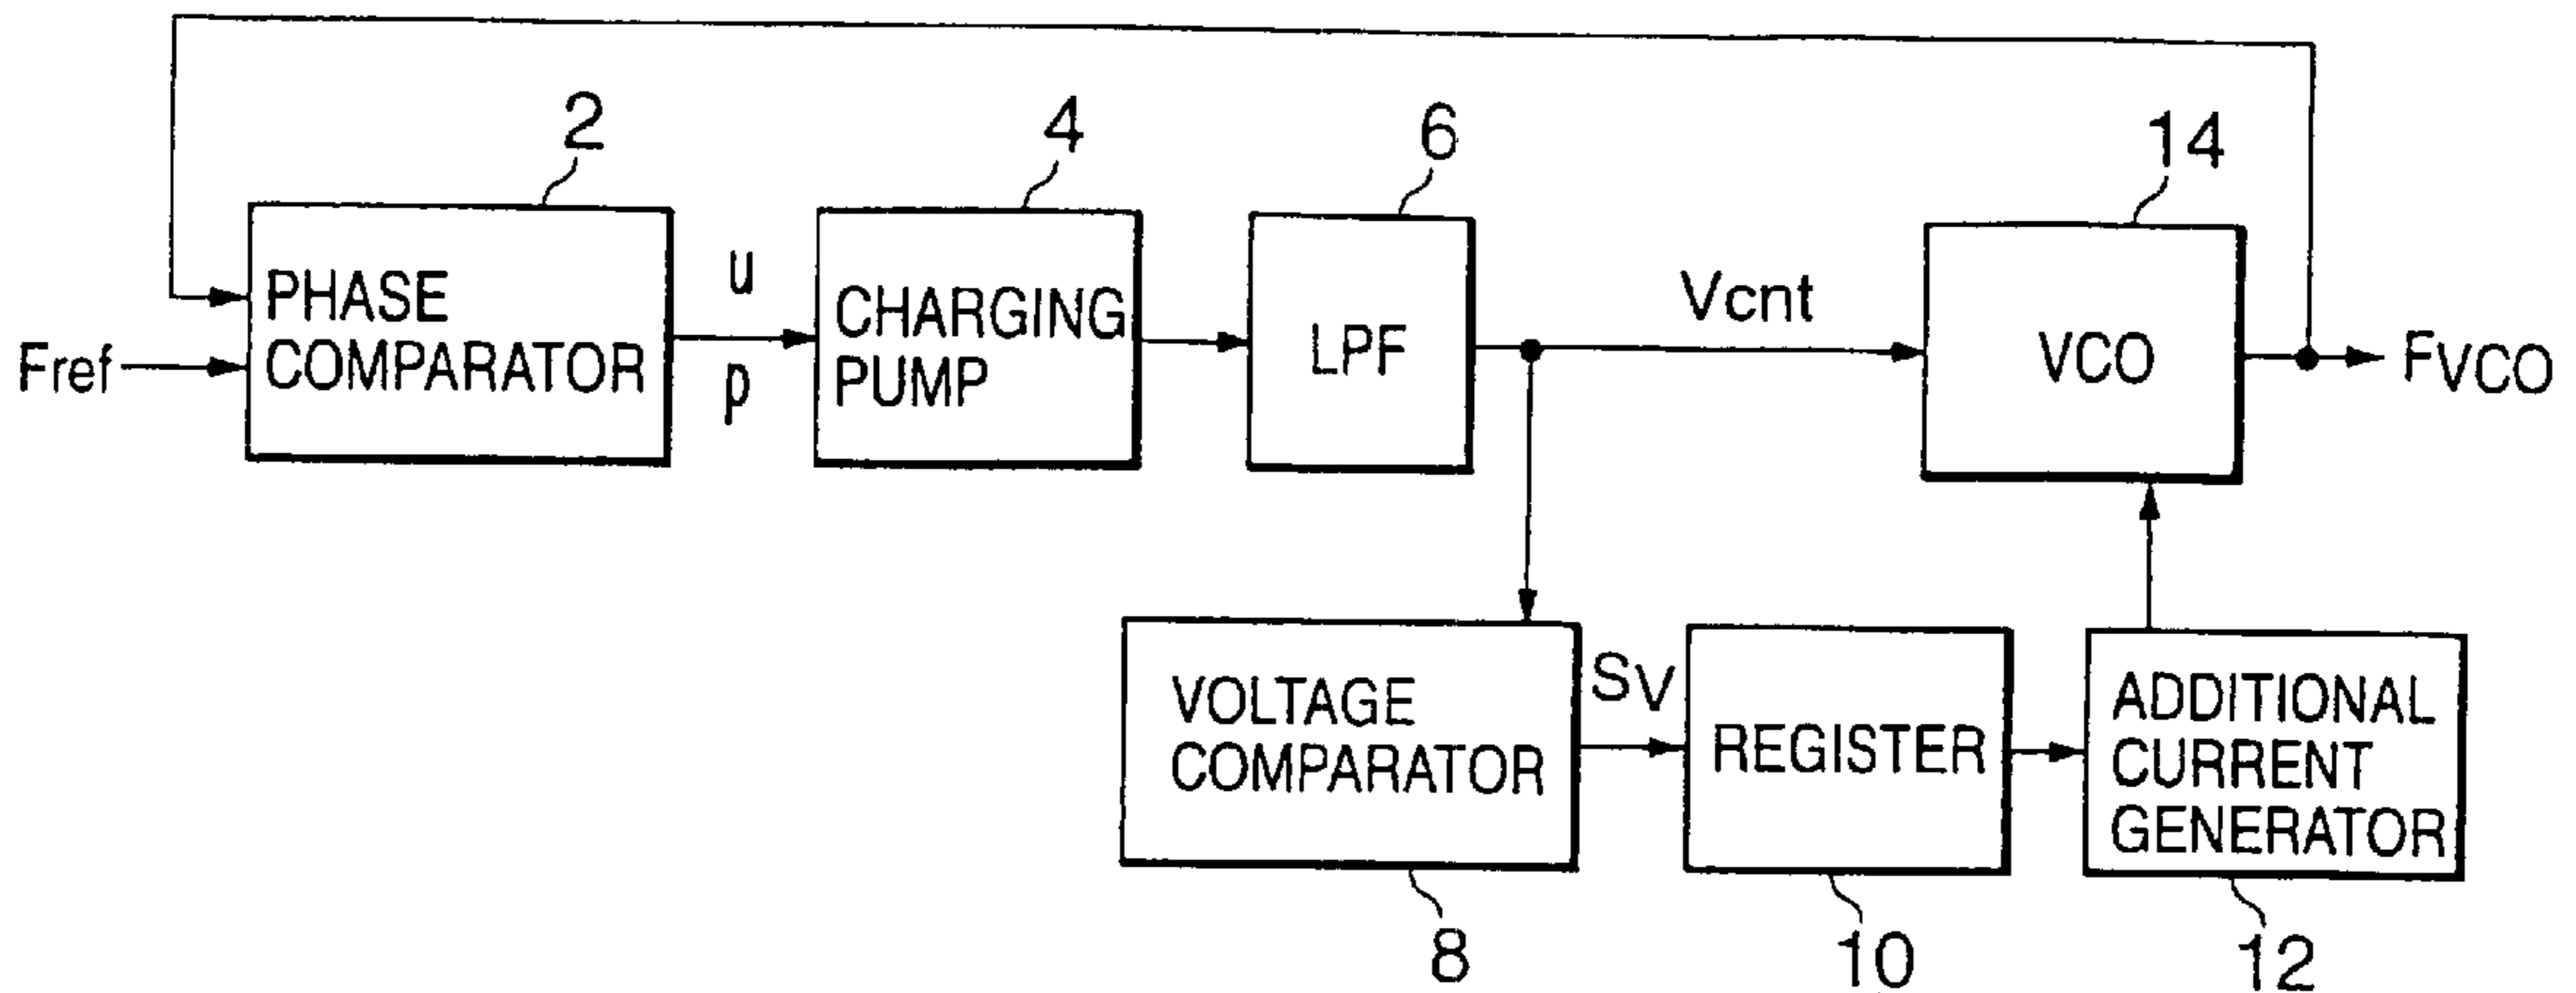 2
4
6
14
PHASE
COMPARATOR
u
p
CHARGING
PUMP
LPF
Vcnt
VCO
Fref
FVCO
VOLTAGE
COMPARATOR
SV
REGISTER
ADDITIONAL
CURRENT
GENERATOR
8
10
12